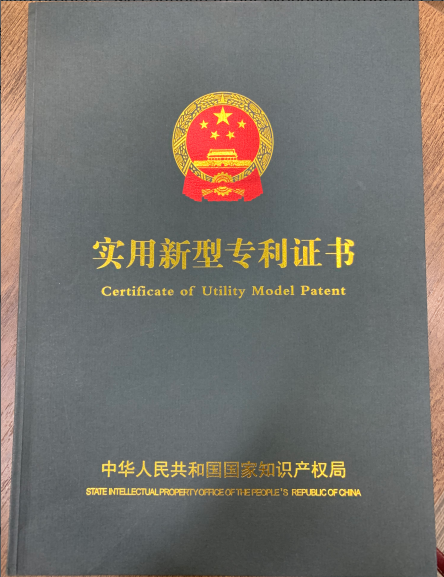 实用新型专利证书
Certificate of Utility Model Patent
中华人民共和国国家知识产权局
STATE INTELLECTUAL PROPERTY OFFICE OF THE PEOPLE'S REPUBLIC OF CHINA